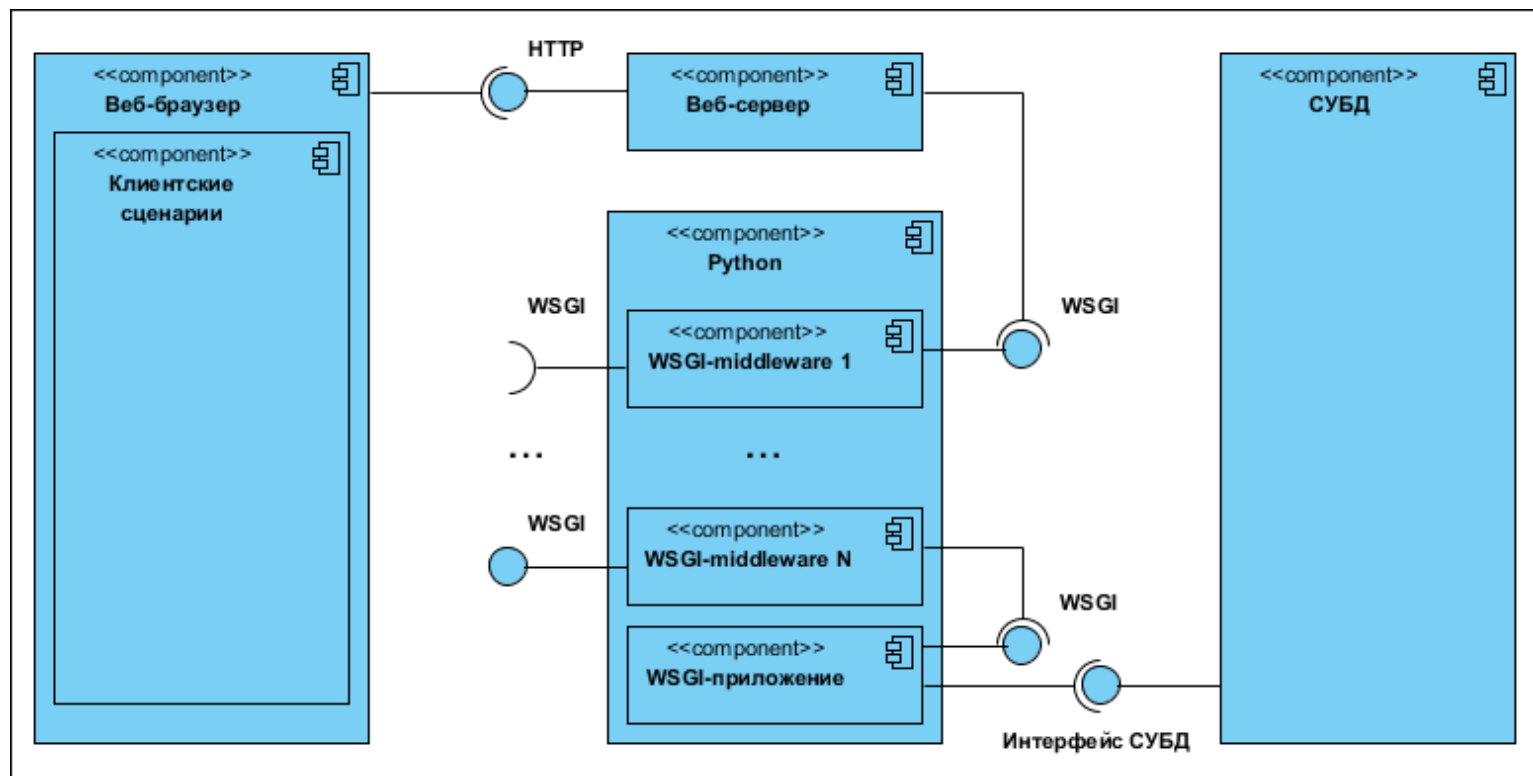 HTTP
<<component>>
Веб-браузер
<<component>>
Клиентские
сценарии
<<component>>
Веб-сервер
<<component>>
СУБД
<<component>>
Python
WSGI
<<component>>
WSGI-middleware 1
WSGI
...
...
WSGI
<<component>>
WSGI-middleware N
WSGI
<<component>>
WSGI-приложение
Интерфейс СУБД